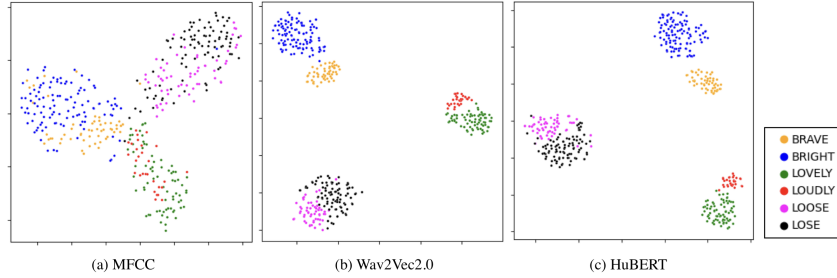 BRAVE
BRIGHT
LOVELY
LOUDLY
LOOSE
LOSE
(a) MFCC
(b) Wav2Vec2.0
(c) HuBERT